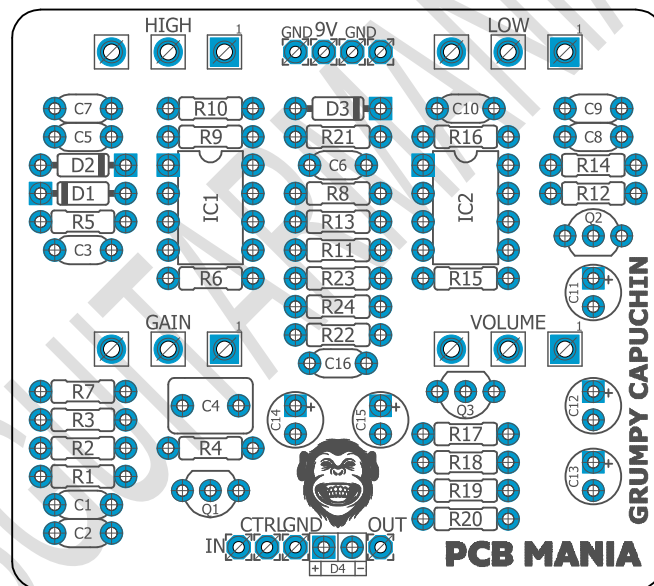 HIGH 1 GND 9V GND LOW 1
C7 R10 D3 C10 C9
C5 R9 R21 R16 C8
D2 C6 R14
D1 IC1 R8 IC2 R12
R5 R13 Q2
C3 R11
R6 R23 R15 C11 +
R24
GAIN 1 R22 VOLUME 1
C16
R7 C4 Q3 C12 +
R3 C14 + C15 +
R2 R4 R17
R1 R18 C13 +
C1 Q1 R19
C2 R20
IN CTRL GND OUT
+ D4 -
GRUMPY CAPUCHIN
PCB MANIA
GUITARMANIA